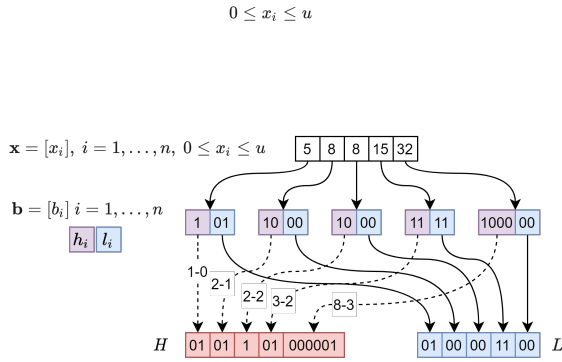 0 ≤ x_i ≤ u
x = [x_i], i = 1, . . . , n, 0 ≤ x_i ≤ u
5 8 8 15 32
b = [b_i] i = 1, . . . , n
1 01 10 00 10 00 11 11 1000 00
h_i l_i
1-0
2-1
2-2
3-2
8-3
H 01 01 1 01 000001
01 00 00 11 00 L